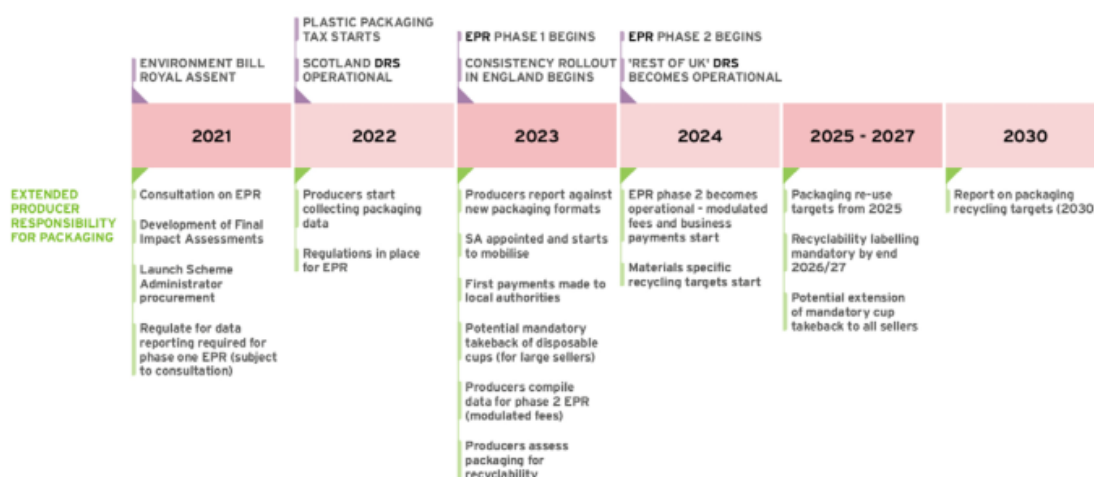 PLASTIC PACKAGING
TAX STARTS
ENVIRONMENT BILL
ROYAL ASSENT
SCOTLAND DRS
OPERATIONAL
EPR PHASE 1 BEGINS
CONSISTENCY ROLLOUT
IN ENGLAND BEGINS
EPR PHASE 2 BEGINS
'REST OF UK' DRS
BECOMES OPERATIONAL
2021
2022
2023
2024
2025 - 2027
2030
EXTENDED
PRODUCER
RESPONSIBILITY
FOR PACKAGING
Consultation on EPR
Development of Final
Impact Assessments
Launch Scheme
Administrator
procurement
Regulate for data
reporting required for
phase one EPR (subject
to consultation)
Producers start
collecting packaging
data
Regulations in place
for EPR
Producers report against
new packaging formats
SA appointed and starts
to mobilise
First payments made to
local authorities
Potential mandatory
takeback of disposable
cups (for large sellers)
Producers compile
data for phase 2 EPR
(modulated fees)
Producers assess
packaging for
recyclability
EPR phase 2 becomes
operational - modulated
fees and business
payments start
Materials specific
recycling targets start
Packaging re-use
targets from 2025
Recyclability labelling
mandatory by end
2026/27
Potential extension
of mandatory cup
takeback to all sellers
Report on packaging
recycling targets (2030